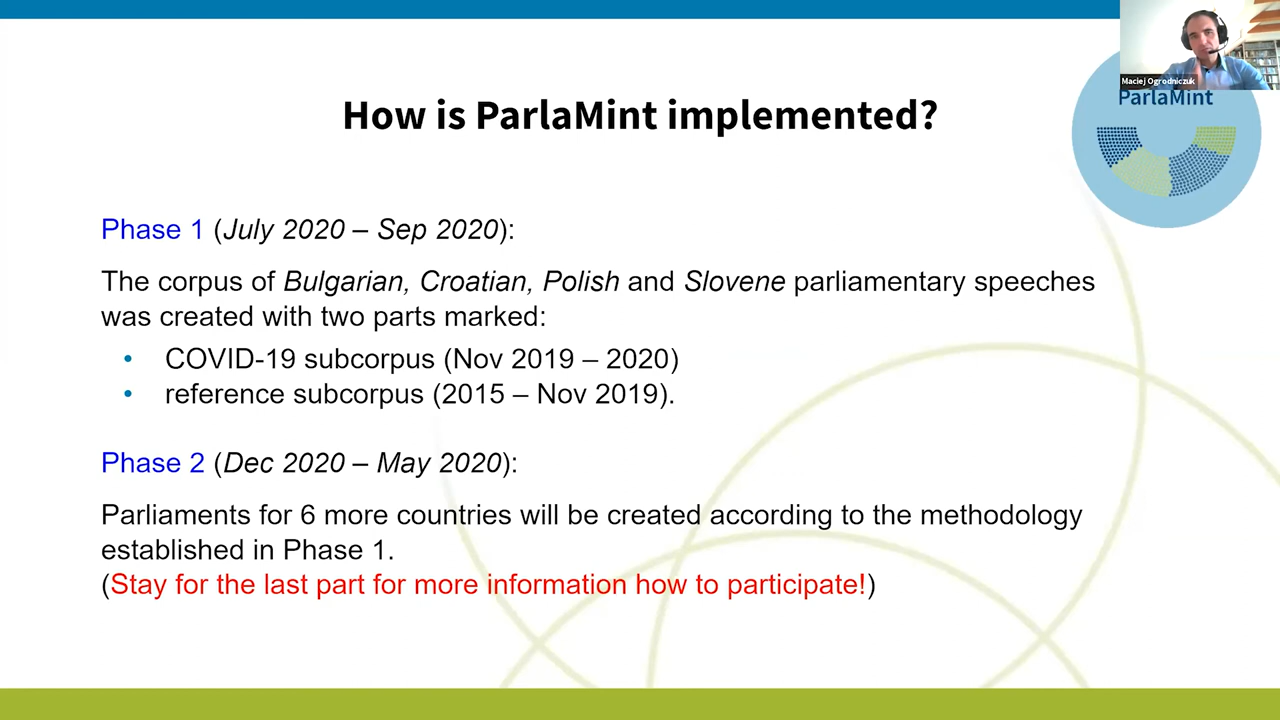 Maciej Ogrodniczuk
ParlaMint
How is ParlaMint implemented?
Phase 1 (July 2020 – Sep 2020):
The corpus of Bulgarian, Croatian, Polish and Slovene parliamentary speeches
was created with two parts marked:
• COVID-19 subcorpus (Nov 2019 – 2020)
• reference subcorpus (2015 – Nov 2019).
Phase 2 (Dec 2020 – May 2020):
Parliaments for 6 more countries will be created according to the methodology
established in Phase 1.
(Stay for the last part for more information how to participate!)